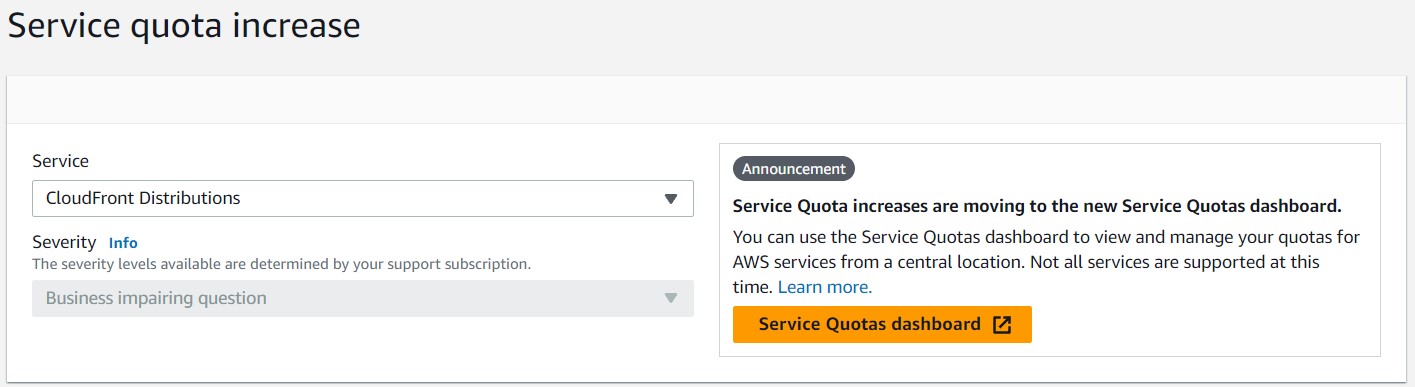 Service quota increase
Service
CloudFront Distributions
Severity Info
The severity levels available are determined by your support subscription.
Business impairing question
Announcement
Service Quota increases are moving to the new Service Quotas dashboard.
You can use the Service Quotas dashboard to view and manage your quotas for
AWS services from a central location. Not all services are supported at this
time. Learn more.
Service Quotas dashboard